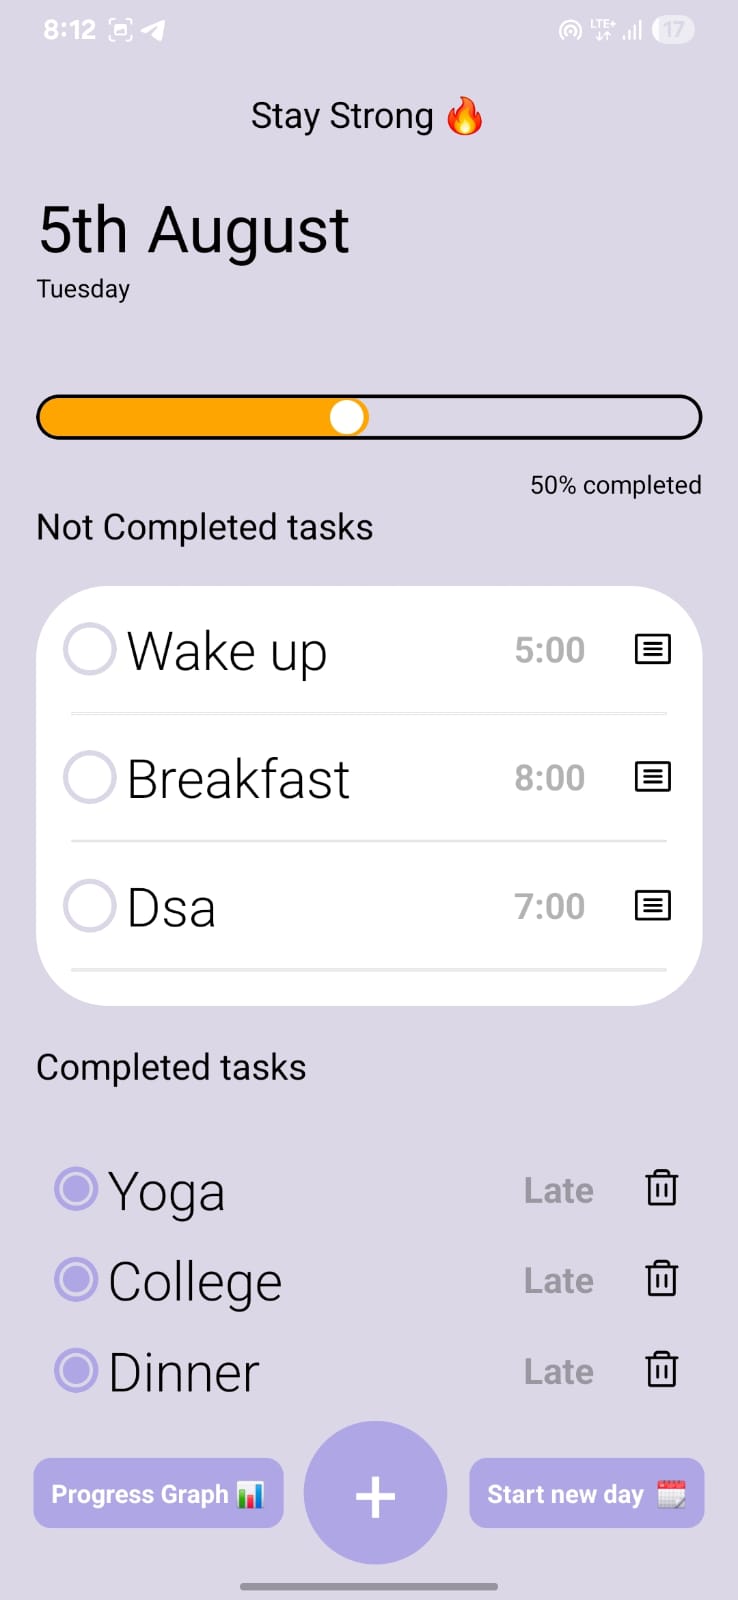 8:12 LTE+ 17
Stay Strong 🔥
5th August
Tuesday
50% completed
Not Completed tasks
Wake up 5:00
Breakfast 8:00
Dsa 7:00
Completed tasks
Yoga Late
College Late
Dinner Late
Progress Graph 📊 + Start new day 🗓️